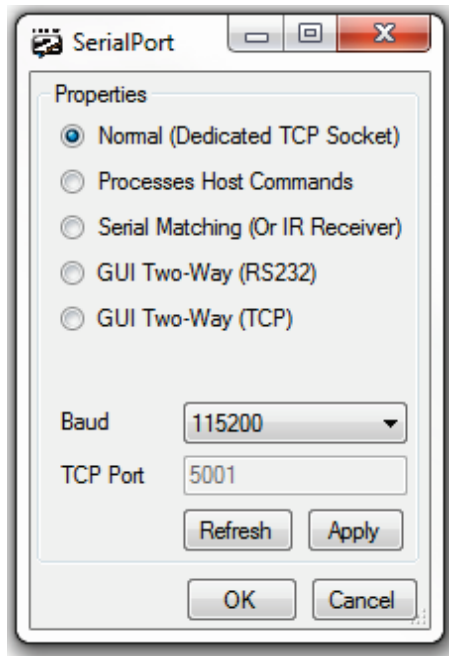 SerialPort
Properties
Normal (Dedicated TCP Socket)
Processes Host Commands
Serial Matching (Or IR Receiver)
GUI Two-Way (RS232)
GUI Two-Way (TCP)
Baud 115200
TCP Port 5001
Refresh Apply
OK Cancel